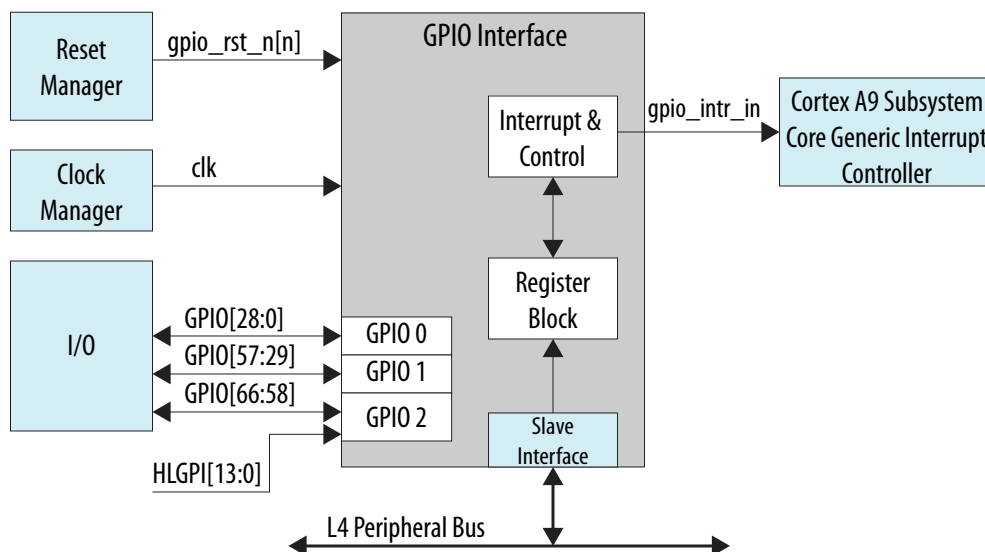 GPIO Interface
Reset
Manager
gpio_rst_n[n]
Interrupt &
Control
gpio_intr_in
Cortex A9 Subsystem
Core Generic Interrupt
Controller
Clock
Manager
clk
Register
Block
I/O
GPIO[28:0]
GPIO 0
GPIO[57:29]
GPIO 1
GPIO[66:58]
GPIO 2
Slave
Interface
HLGPI[13:0]
L4 Peripheral Bus